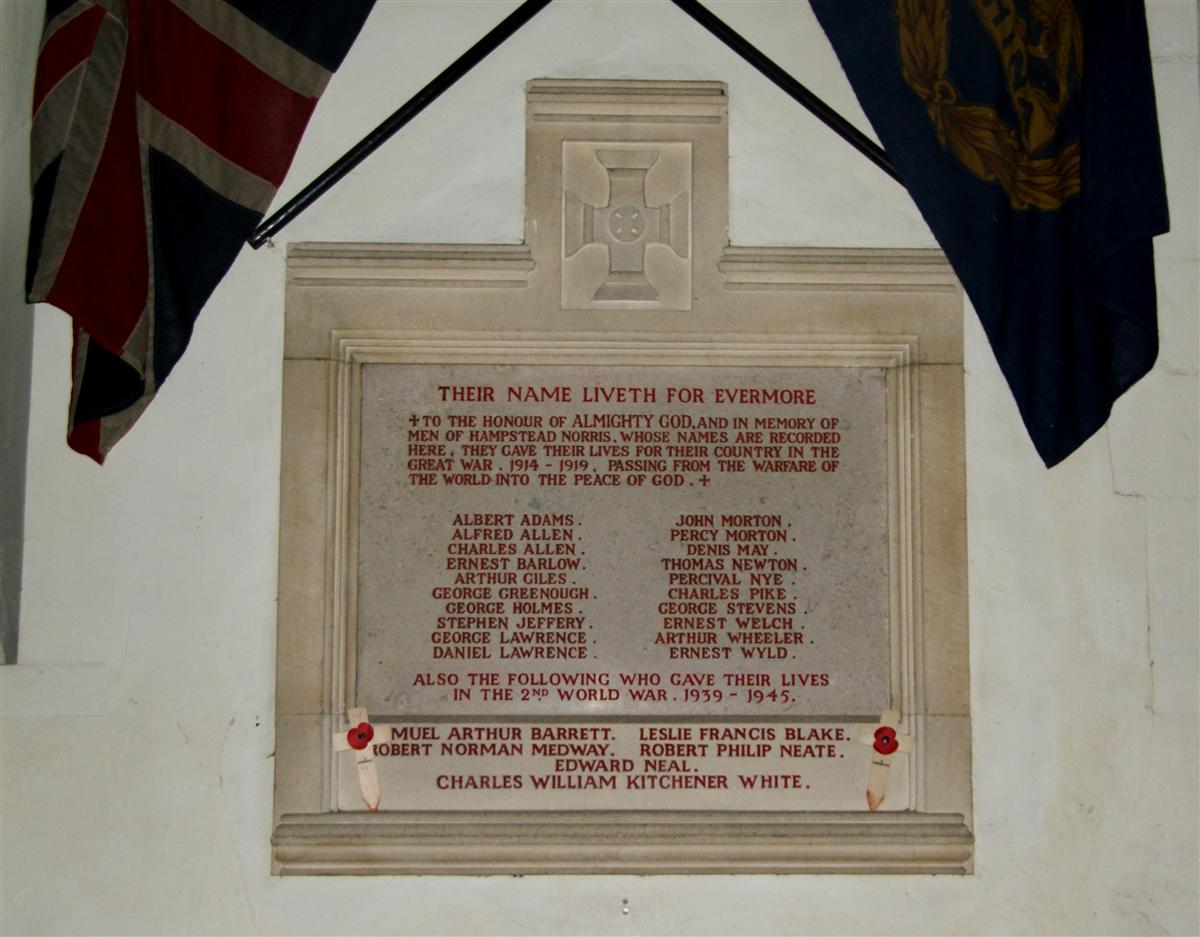 THEIR NAME LIVETH FOR EVERMORE
✝TO THE HONOUR OF ALMIGHTY GOD, AND IN MEMORY OF
MEN OF HAMPSTEAD NORRIS, WHOSE NAMES ARE RECORDED
HERE. THEY GAVE THEIR LIVES FOR THEIR COUNTRY IN THE
GREAT WAR. 1914 - 1919. PASSING FROM THE WARFARE OF
THE WORLD INTO THE PEACE OF GOD. ✝
ALBERT ADAMS.
ALFRED ALLEN.
CHARLES ALLEN.
ERNEST BARLOW.
ARTHUR GILES.
GEORGE GREENOUGH.
GEORGE HOLMES.
STEPHEN JEFFERY.
GEORGE LAWRENCE.
DANIEL LAWRENCE.
JOHN MORTON.
PERCY MORTON.
DENIS MAY.
THOMAS NEWTON.
PERCIVAL NYE.
CHARLES PIKE.
GEORGE STEVENS.
ERNEST WELCH.
ARTHUR WHEELER.
ERNEST WYLD.
ALSO THE FOLLOWING WHO GAVE THEIR LIVES
IN THE 2ND WORLD WAR. 1939 - 1945.
MUEL ARTHUR BARRETT. LESLIE FRANCIS BLAKE.
ROBERT NORMAN MEDWAY. ROBERT PHILIP NEATE.
EDWARD NEAL.
CHARLES WILLIAM KITCHENER WHITE.